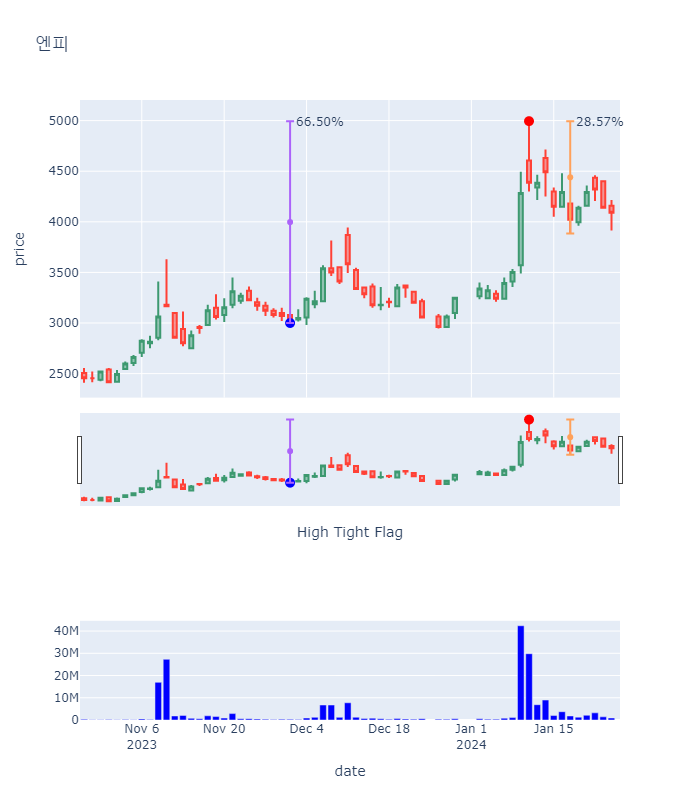 엔피
5000
4500
4000
3500
3000
2500
price
66.50%
28.57%
High Tight Flag
40M
30M
20M
10M
0
Nov 6
2023
Nov 20
Dec 4
Dec 18
Jan 1
2024
Jan 15
date